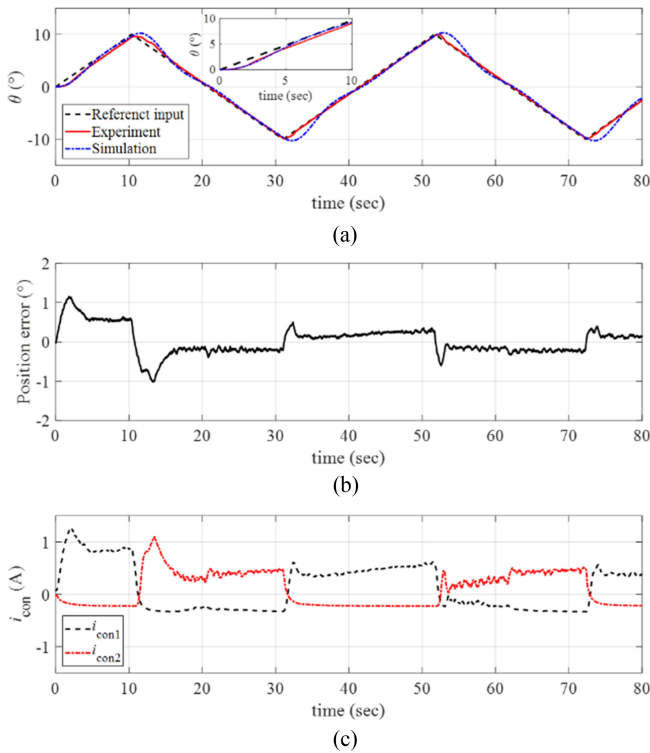 10
0
-10
θ (°)
10
5
0
θ (°)
0 5 10
time (sec)
Referenct input
Experiment
Simulation
0 10 20 30 40 50 60 70 80
time (sec)
(a)
2
1
0
-1
-2
Position error (°)
0 10 20 30 40 50 60 70 80
time (sec)
(b)
1
0
-1
i con (A)
i con1
i con2
0 10 20 30 40 50 60 70 80
time (sec)
(c)